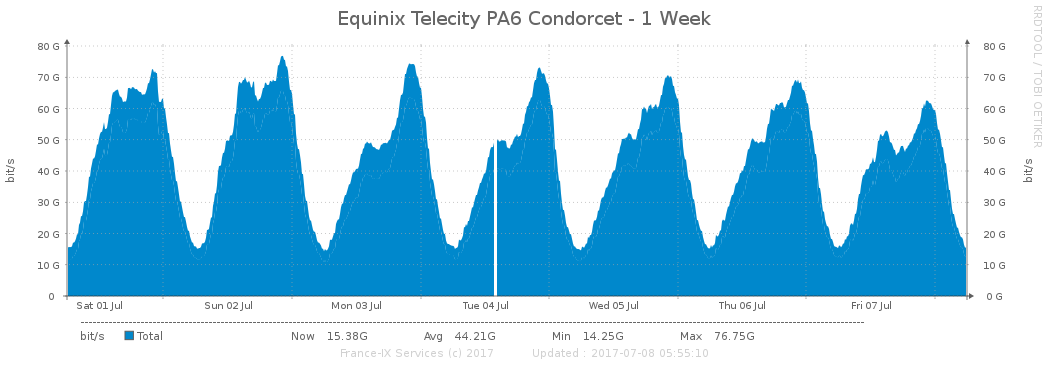 Equinix Telecity PA6 Condorcet - 1 Week
RRDTOOL / TOBI OETIKER
80 G 80 G
70 G 70 G
60 G 60 G
50 G 50 G
40 G 40 G
30 G 30 G
20 G 20 G
10 G 10 G
0 0 G
bit/s
bit/s
Sat 01 Jul Sun 02 Jul Mon 03 Jul Tue 04 Jul Wed 05 Jul Thu 06 Jul Fri 07 Jul
bit/s Total Now 15.38G Avg 44.21G Min 14.25G Max 76.75G
France-IX Services (c) 2017 Updated : 2017-07-08 05:55:10